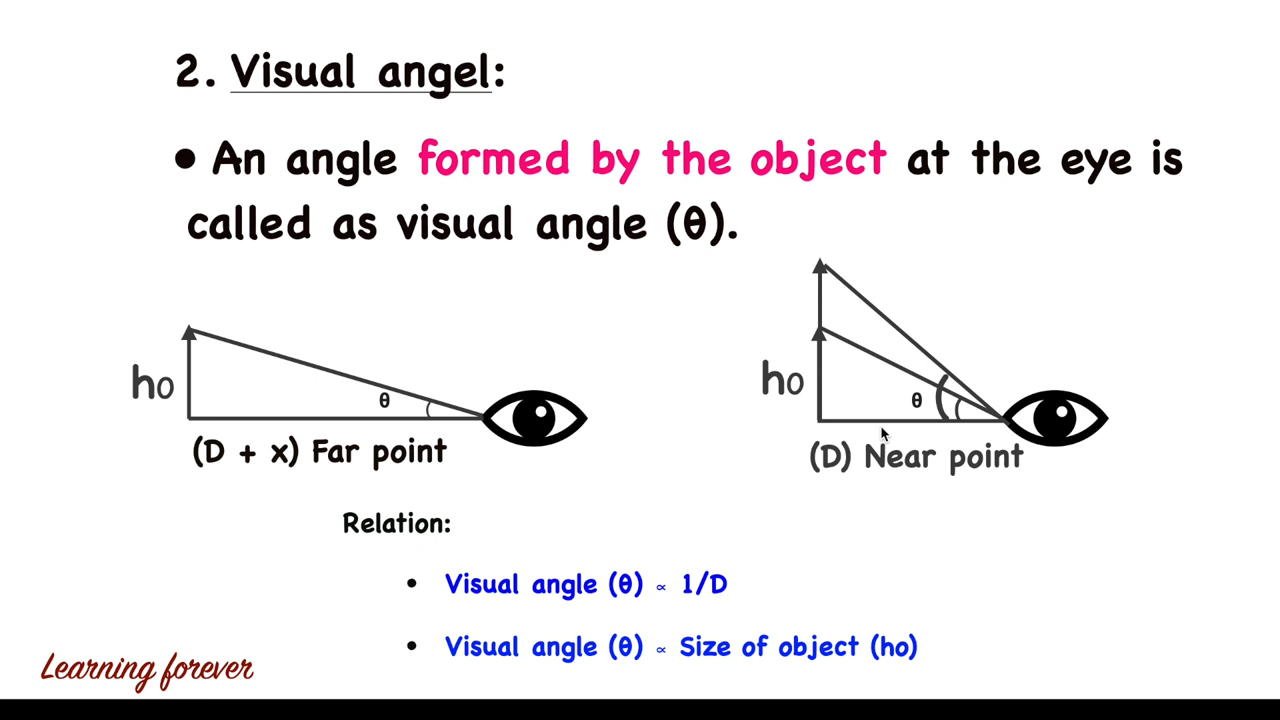 2. Visual angel:
• An angle formed by the object at the eye is
called as visual angle (θ).
ho
θ
(D + x) Far point
ho
θ
(D) Near point
Relation:
• Visual angle (θ) ∝ 1/D
• Visual angle (θ) ∝ Size of object (ho)
Learning forever